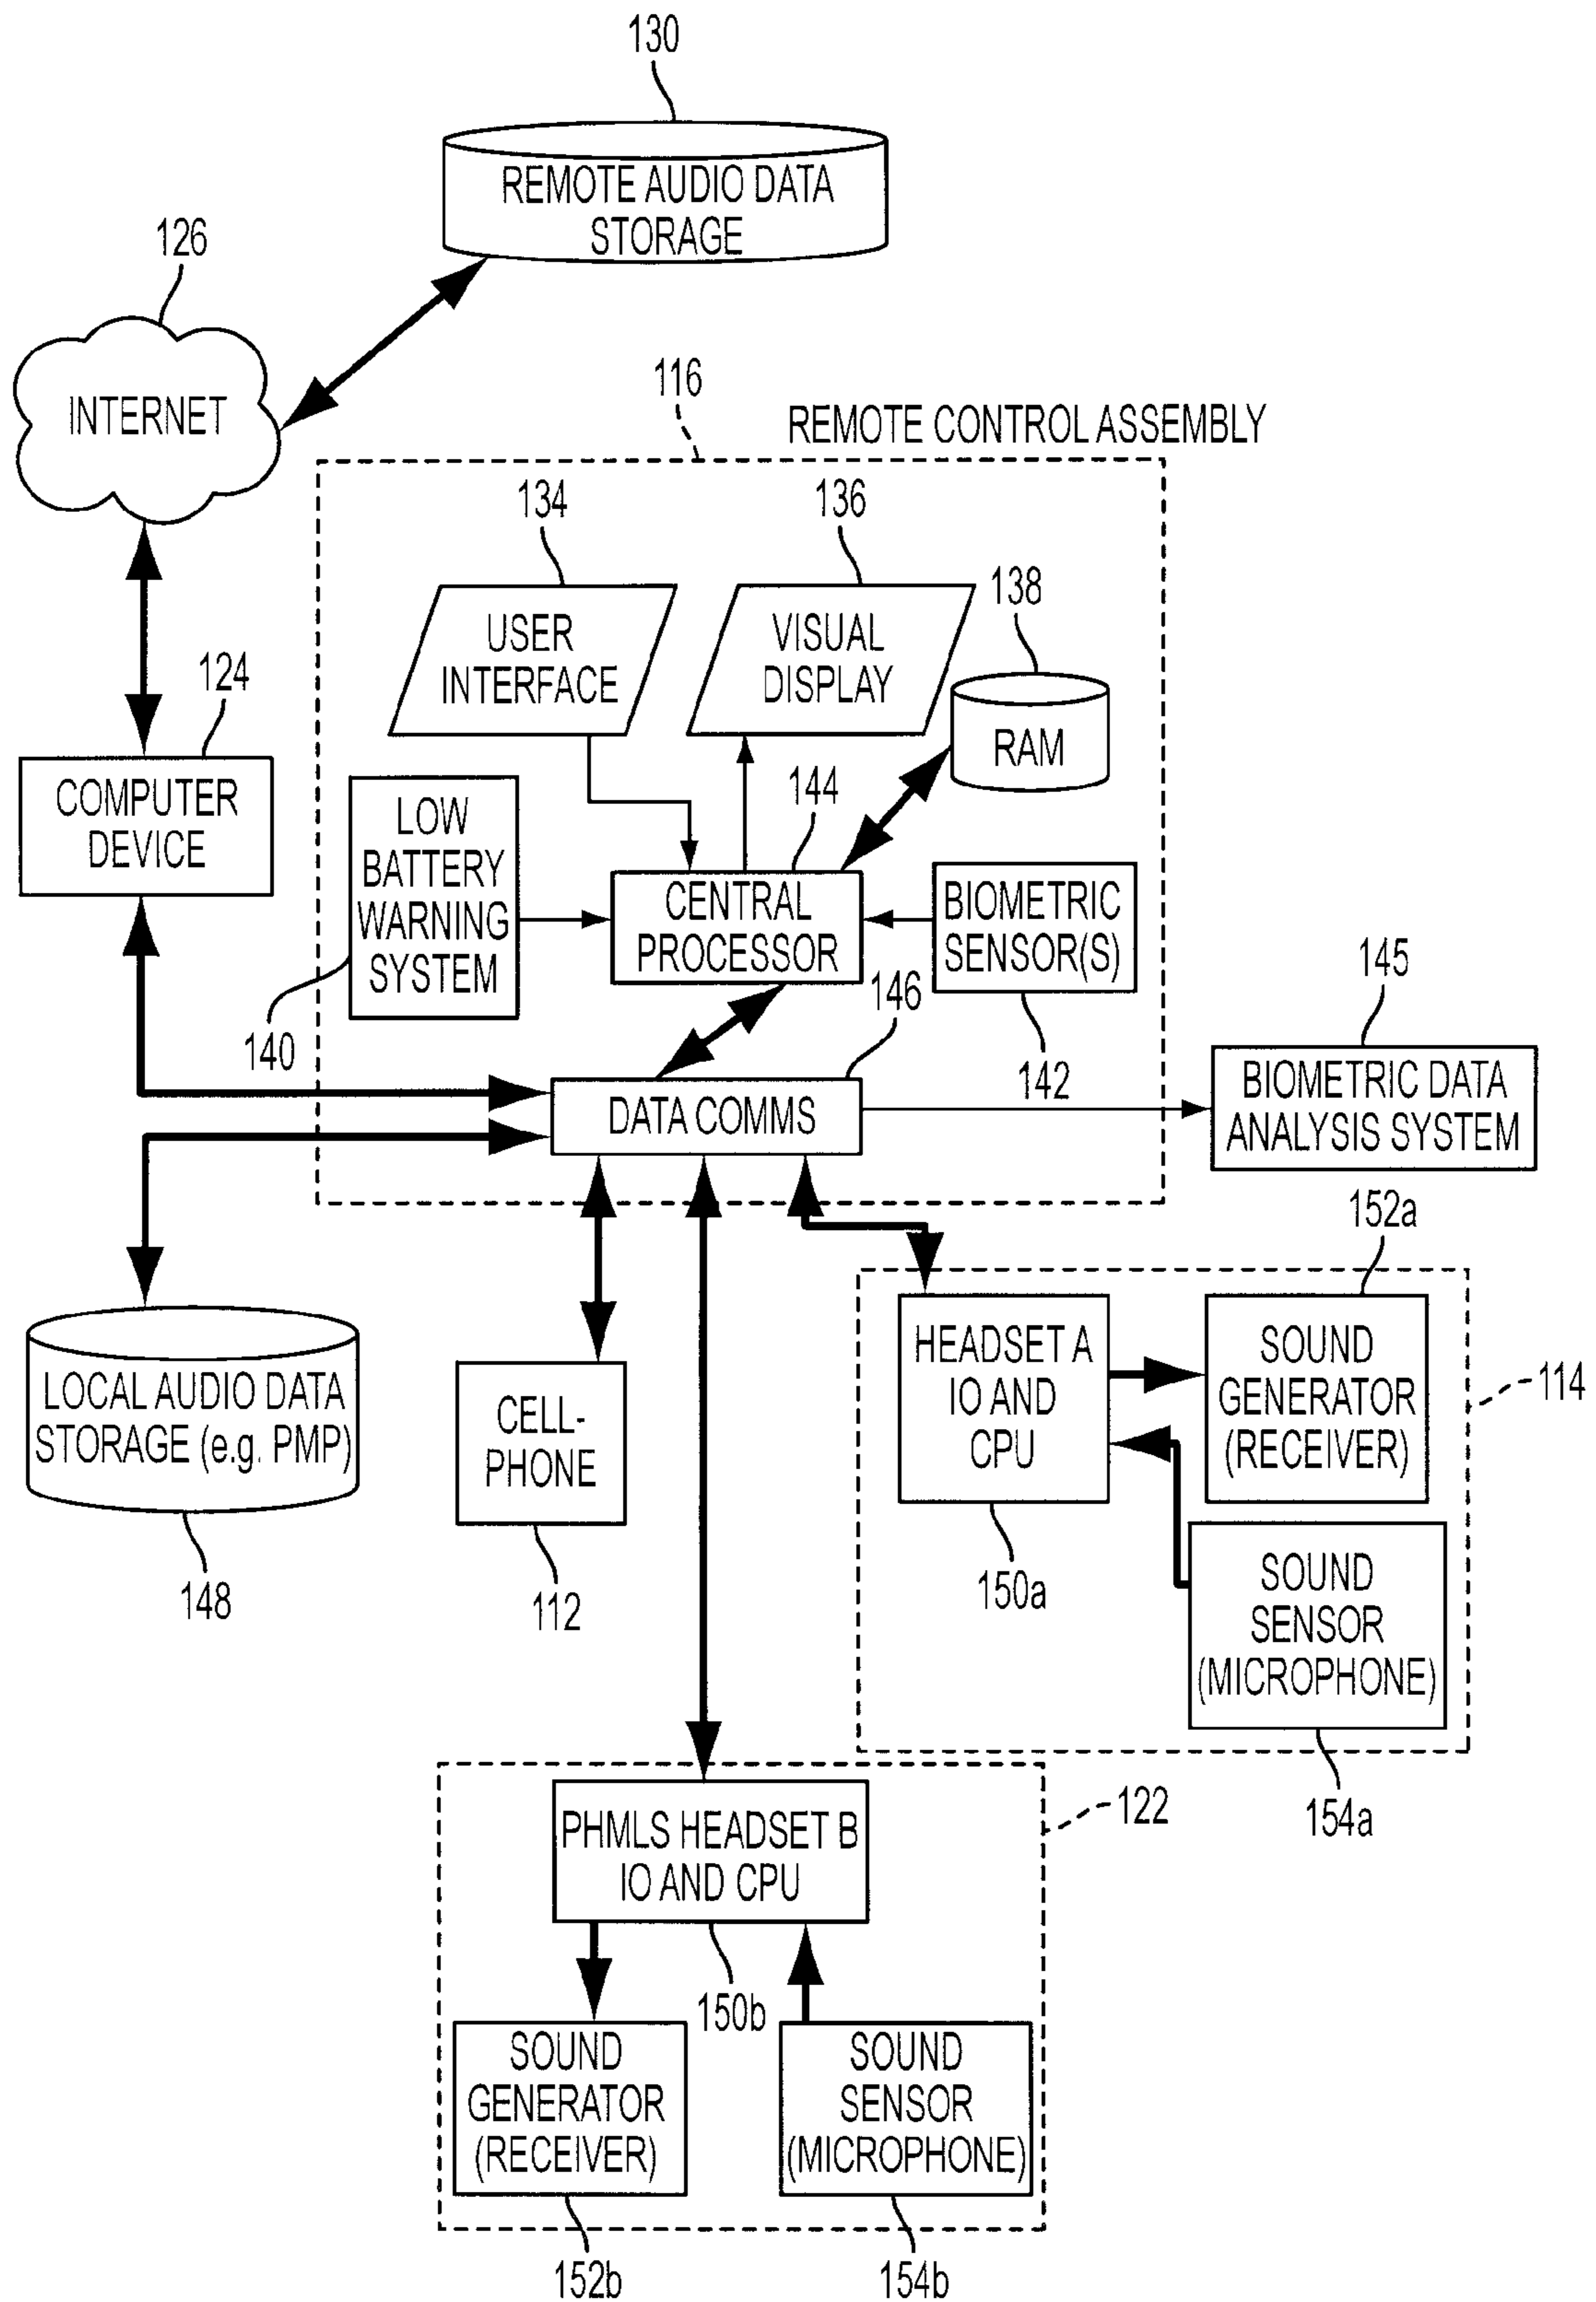 130
REMOTE AUDIO DATA
STORAGE
126
INTERNET
116
REMOTE CONTROL ASSEMBLY
134
136
138
USER
INTERFACE
VISUAL
DISPLAY
RAM
124
COMPUTER
DEVICE
LOW
BATTERY
WARNING
SYSTEM
140
144
CENTRAL
PROCESSOR
BIOMETRIC
SENSOR(S)
142
146
DATA COMMS
145
BIOMETRIC DATA
ANALYSIS SYSTEM
LOCAL AUDIO DATA
STORAGE (e.g. PMP)
148
CELL-
PHONE
112
HEADSET A
IO AND
CPU
150a
152a
SOUND
GENERATOR
(RECEIVER)
114
SOUND
SENSOR
(MICROPHONE)
154a
PHMLS HEADSET B
IO AND CPU
122
150b
SOUND
GENERATOR
(RECEIVER)
152b
SOUND
SENSOR
(MICROPHONE)
154b